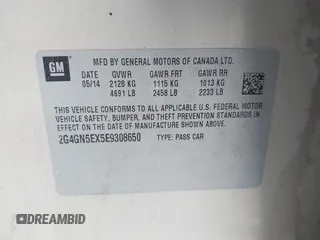 GM
MFD BY GENERAL MOTORS OF CANADA LTD.
DATE GVWR GAWR FRT GAWR RR
05/14 2128 KG 1115 KG 1013 KG
4691 LB 2458 LB 2233 LB
THIS VEHICLE CONFORMS TO ALL APPLICABLE U.S. FEDERAL MOTOR
VEHICLE SAFETY, BUMPER, AND THEFT PREVENTION STANDARDS IN
EFFECT ON THE DATE OF MANUFACTURE SHOWN ABOVE.
2G4GN5EX5E9308650 TYPE: PASS CAR
DREAMBID